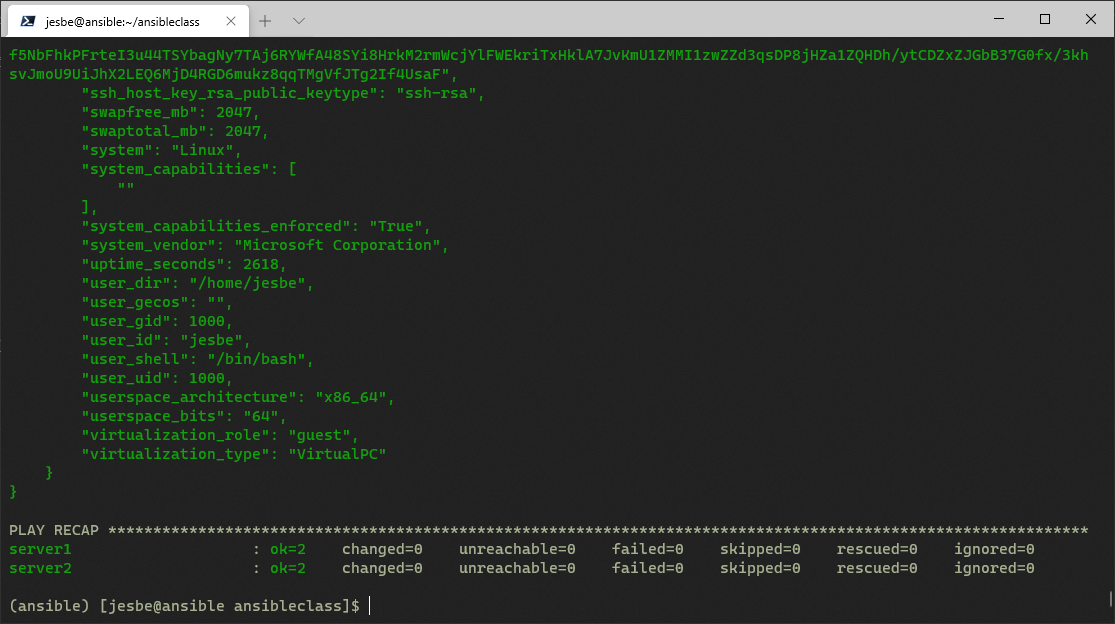 jesbe@ansible:~/ansibleclass
f5NbFhkPFrteI3u44TSYbagNy7TAj6RYWfA48SYi8HrkM2rmWcjYlFWEkriTxHklA7JvKmU1ZMMI1zwZZd3qsDP8jHZa1ZQHDh/ytCDZxZJGbB37G0fx/3kh
svJmoU9UiJhX2LEQ6MjD4RGD6mukz8qqTMgVfJTg2If4UsaF",
        "ssh_host_key_rsa_public_keytype": "ssh-rsa",
        "swapfree_mb": 2047,
        "swaptotal_mb": 2047,
        "system": "Linux",
        "system_capabilities": [
            ""
        ],
        "system_capabilities_enforced": "True",
        "system_vendor": "Microsoft Corporation",
        "uptime_seconds": 2618,
        "user_dir": "/home/jesbe",
        "user_gecos": "",
        "user_gid": 1000,
        "user_id": "jesbe",
        "user_shell": "/bin/bash",
        "user_uid": 1000,
        "userspace_architecture": "x86_64",
        "userspace_bits": "64",
        "virtualization_role": "guest",
        "virtualization_type": "VirtualPC"
    }
}
PLAY RECAP *************************************************************************************************************
server1                    : ok=2    changed=0    unreachable=0    failed=0    skipped=0    rescued=0    ignored=0
server2                    : ok=2    changed=0    unreachable=0    failed=0    skipped=0    rescued=0    ignored=0
(ansible) [jesbe@ansible ansibleclass]$